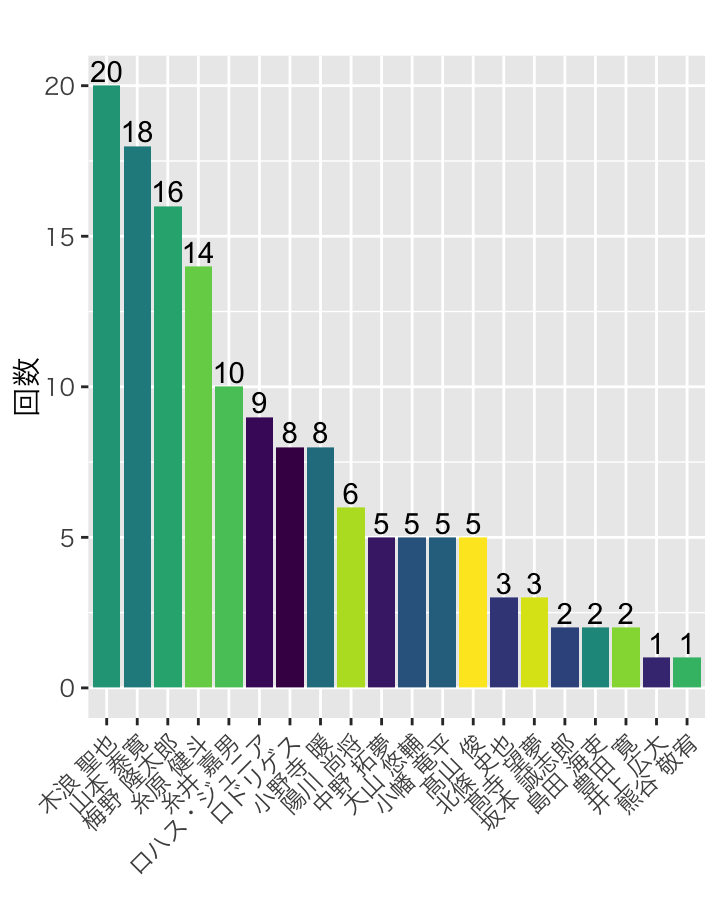 回数
20
15
10
5
0
20
18
16
14
10
9
8
8
6
5
5
5
5
3
3
2
2
2
1
1
木浪 聖也
山本 泰寛
梅野 隆太郎
糸原 健斗
糸井 嘉男
ロハス・ジュニア
ロドリゲス
小野寺 暖
陽川 尚将
中野 拓夢
大山 悠輔
小幡 竜平
髙山 俊
北條 史也
高寺 望夢
坂本 誠志郎
島田 海吏
豊田 寛
井上 広大
熊谷 敬宥